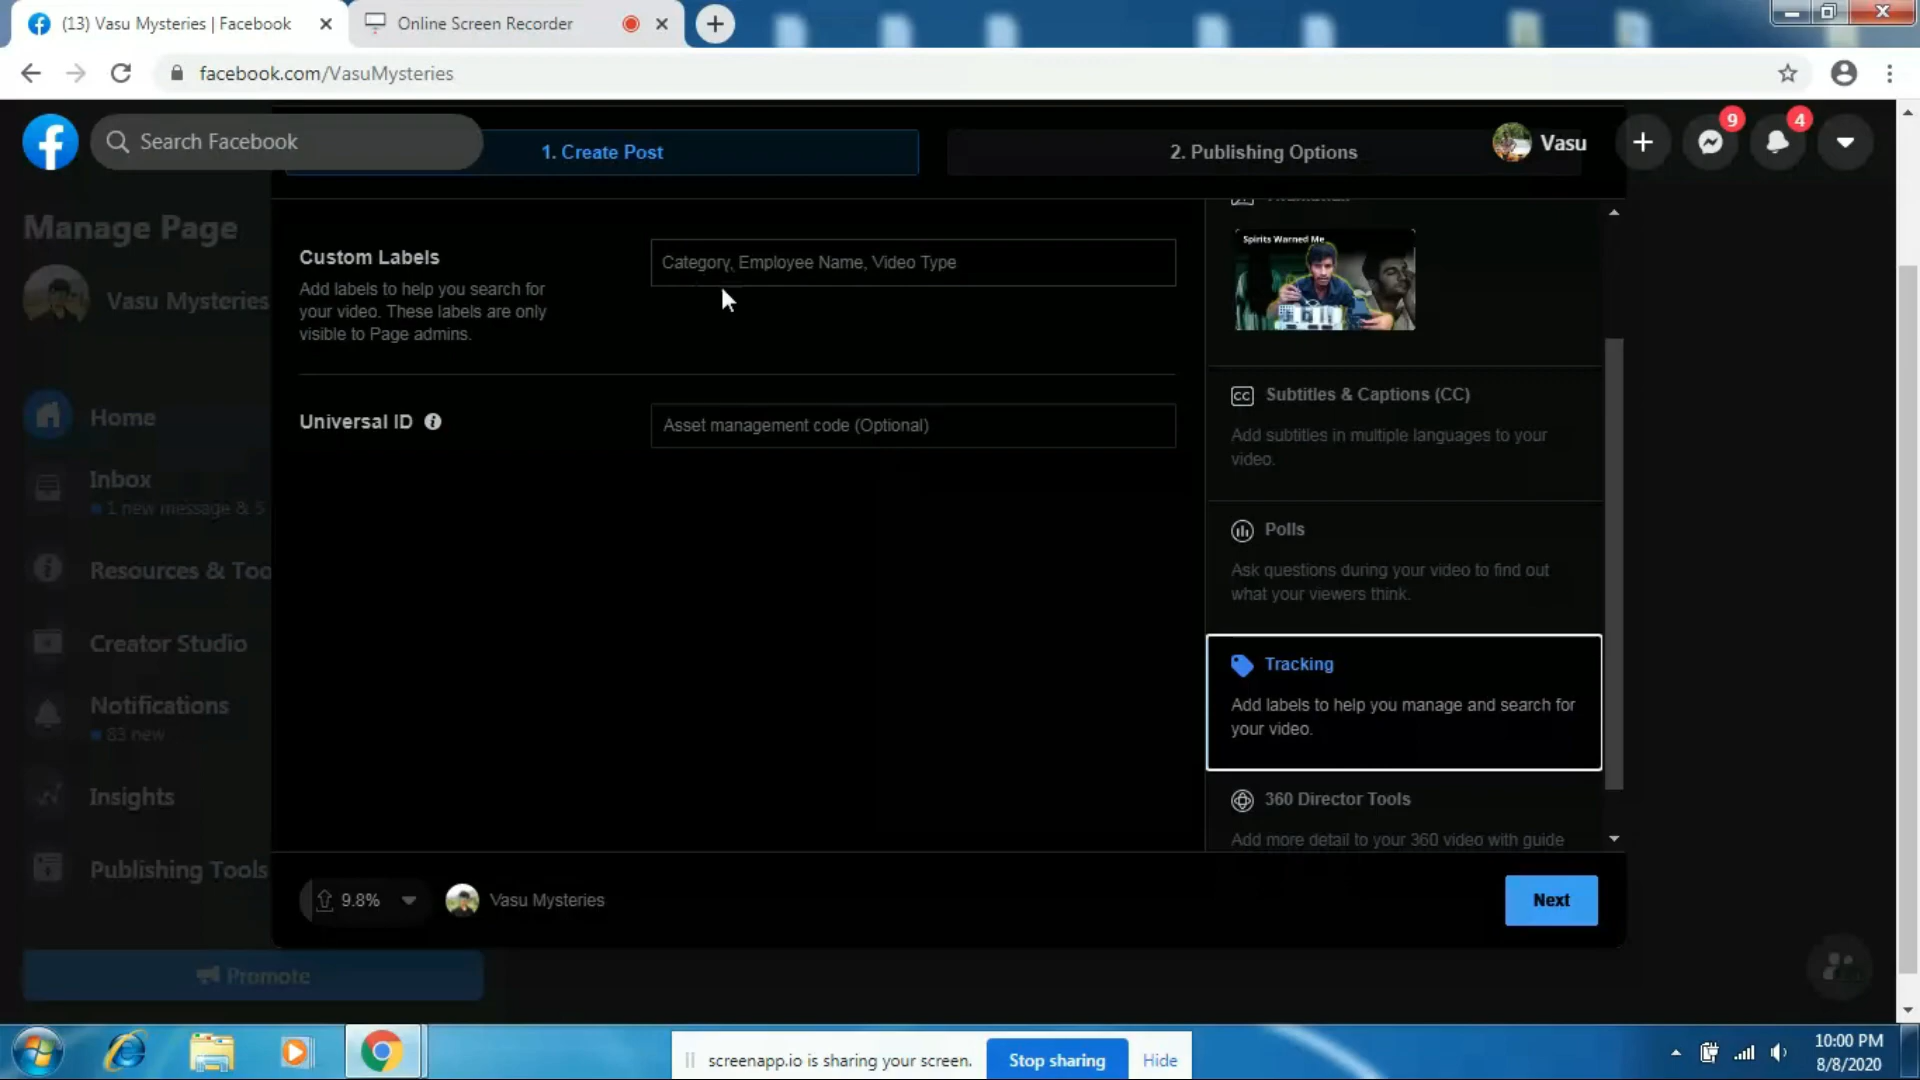 (13) Vasu Mysteries | Facebook
Online Screen Recorder
facebook.com/VasuMysteries
Search Facebook
1. Create Post
2. Publishing Options
Vasu
9
4
Manage Page
Vasu Mysteries
Home
Inbox
1 new message & 5
Resources & Too
Creator Studio
Notifications
83 new
Insights
Publishing Tools
Promote
Custom Labels
Add labels to help you search for
your video. These labels are only
visible to Page admins.
Category, Employee Name, Video Type
Universal ID
Asset management code (Optional)
Spirits Warned Me
CC
Subtitles & Captions (CC)
Add subtitles in multiple languages to your
video.
Polls
Ask questions during your video to find out
what your viewers think.
Tracking
Add labels to help you manage and search for
your video.
360 Director Tools
Add more detail to your 360 video with guide
9.8%
Vasu Mysteries
Next
screenapp.io is sharing your screen.
Stop sharing
Hide
10:00 PM
8/8/2020